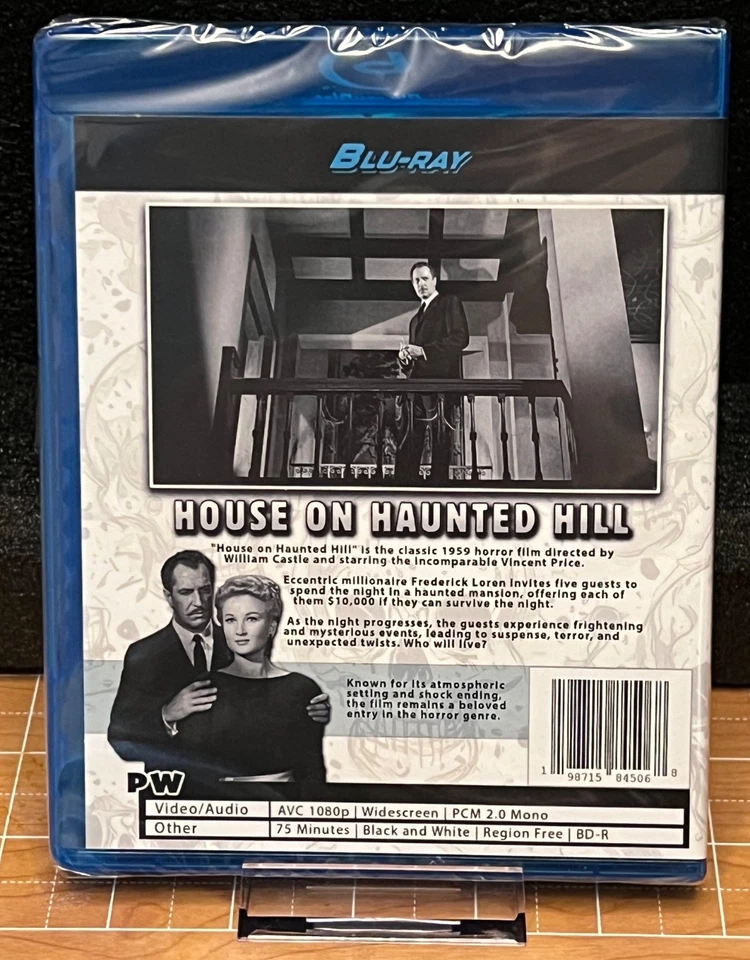 BLU-RAY
HOUSE ON HAUNTED HILL
"House on Haunted Hill" is the classic 1959 horror film directed by
William Castle and starring the incomparable Vincent Price.
Eccentric millionaire Frederick Loren invites five guests to
spend the night in a haunted mansion, offering each of
them $10,000 if they can survive the night.
As the night progresses, the guests experience frightening
and mysterious events, leading to suspense, terror, and
unexpected twists. Who will live?
Known for its atmospheric
setting and shock ending,
the film remains a beloved
entry in the horror genre.
1 98715 84506 8
PW
Video/Audio AVC 1080p | Widescreen | PCM 2.0 Mono
Other 75 Minutes | Black and White | Region Free | BD-R